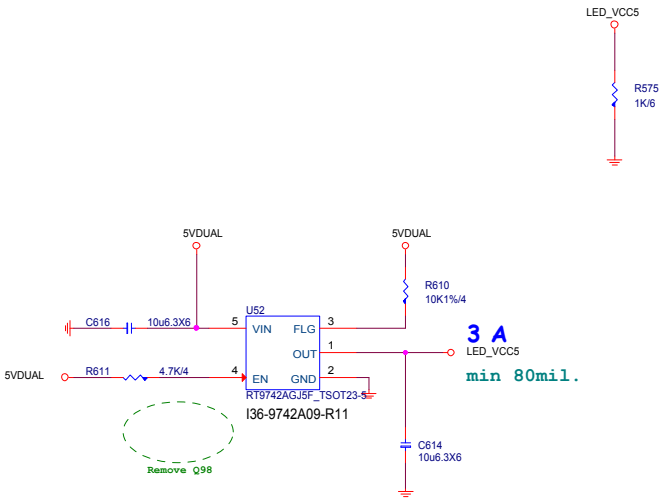 LED_VCC5
R575
1K/6
5VDUAL
5VDUAL
R610
10K1%/4
U52
C616
10u6.3X6
5
VIN
FLG
3
3 A
OUT
1
LED_VCC5
5VDUAL
R611
4.7K/4
4
EN
GND
2
min 80mil.
RT9742AGJ5F_TSOT23-5
I36-9742A09-R11
C614
10u6.3X6
Remove Q98